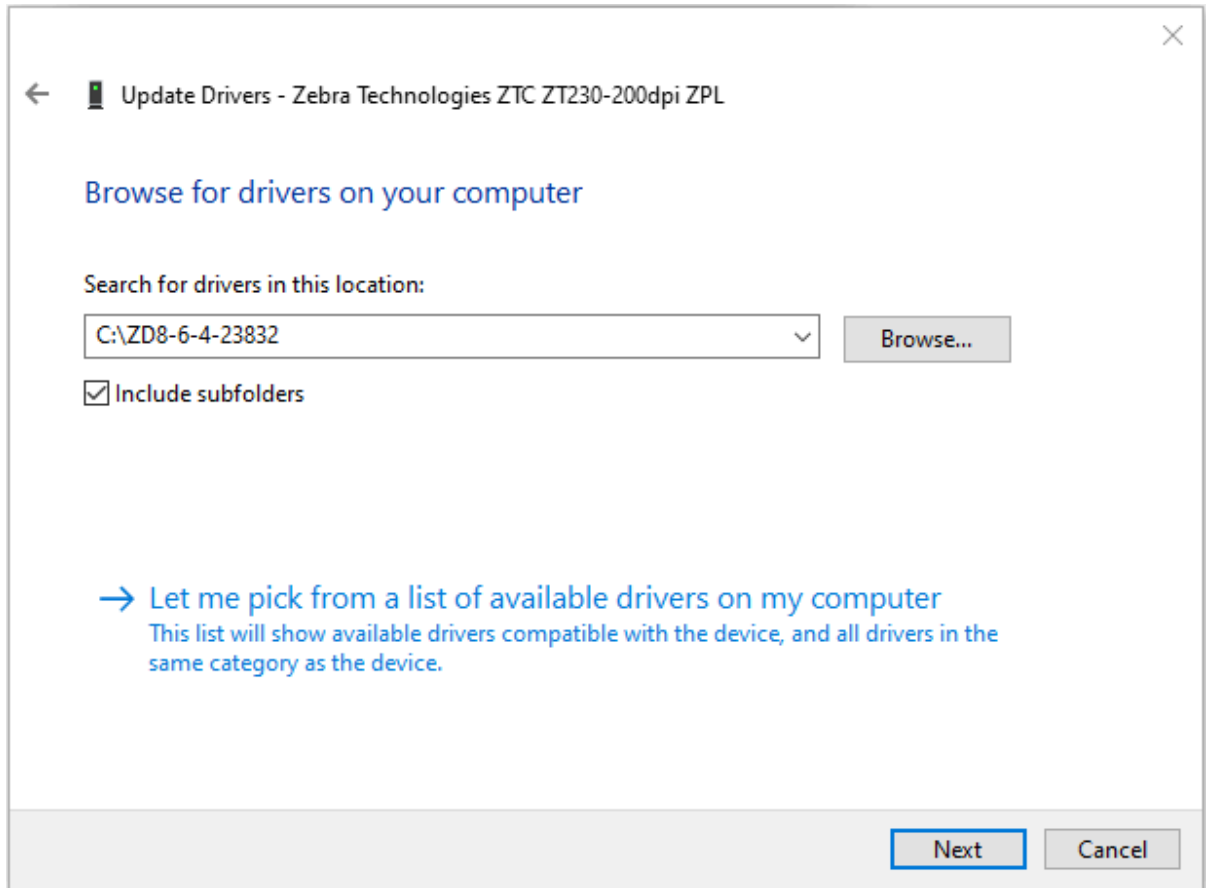 Update Drivers - Zebra Technologies ZTC ZT230-200dpi ZPL
Browse for drivers on your computer
Search for drivers in this location:
C:\ZD8-6-4-23832
Browse...
Include subfolders
Let me pick from a list of available drivers on my computer
This list will show available drivers compatible with the device, and all drivers in the
same category as the device.
Next
Cancel